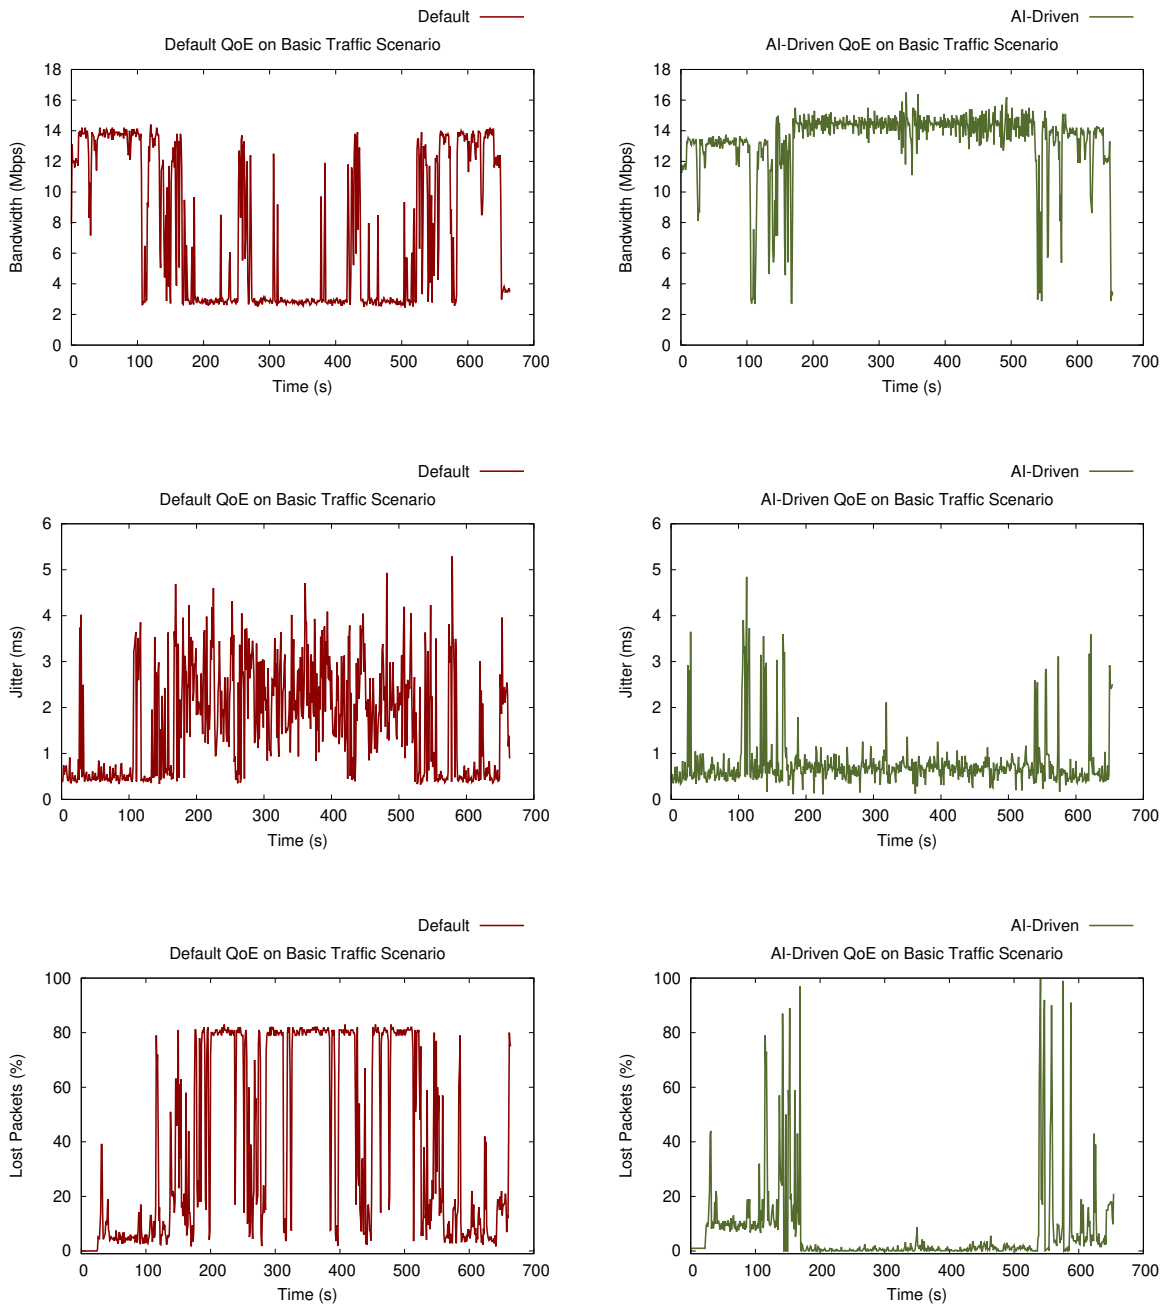 Default
Default QoE on Basic Traffic Scenario
18
16
14
12
10
8
6
4
2
0
Bandwidth (Mbps)
0 100 200 300 400 500 600 700
Time (s)
AI-Driven
AI-Driven QoE on Basic Traffic Scenario
18
16
14
12
10
8
6
4
2
0
Bandwidth (Mbps)
0 100 200 300 400 500 600 700
Time (s)
Default
Default QoE on Basic Traffic Scenario
6
5
4
3
2
1
0
Jitter (ms)
0 100 200 300 400 500 600 700
Time (s)
AI-Driven
AI-Driven QoE on Basic Traffic Scenario
6
5
4
3
2
1
0
Jitter (ms)
0 100 200 300 400 500 600 700
Time (s)
Default
Default QoE on Basic Traffic Scenario
100
80
60
40
20
0
Lost Packets (%)
0 100 200 300 400 500 600 700
Time (s)
AI-Driven
AI-Driven QoE on Basic Traffic Scenario
100
80
60
40
20
0
Lost Packets (%)
0 100 200 300 400 500 600 700
Time (s)